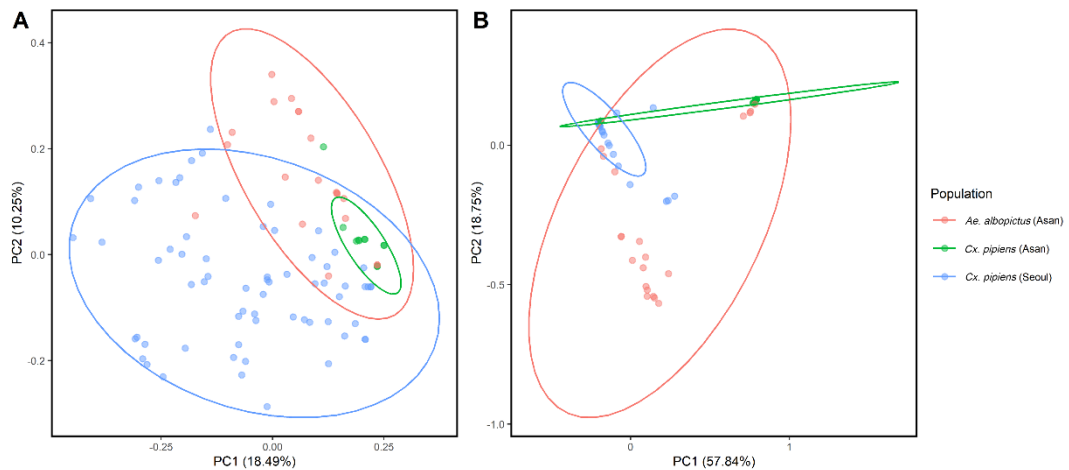 A
0.4
0.2
0.0
-0.2
PC2 (10.25%)
-0.25
0.00
0.25
PC1 (18.49%)
B
0.0
-0.5
-1.0
PC2 (18.75%)
0
1
PC1 (57.84%)
Population
Ae. albopictus (Asan)
Cx. pipiens (Asan)
Cx. pipiens (Seoul)